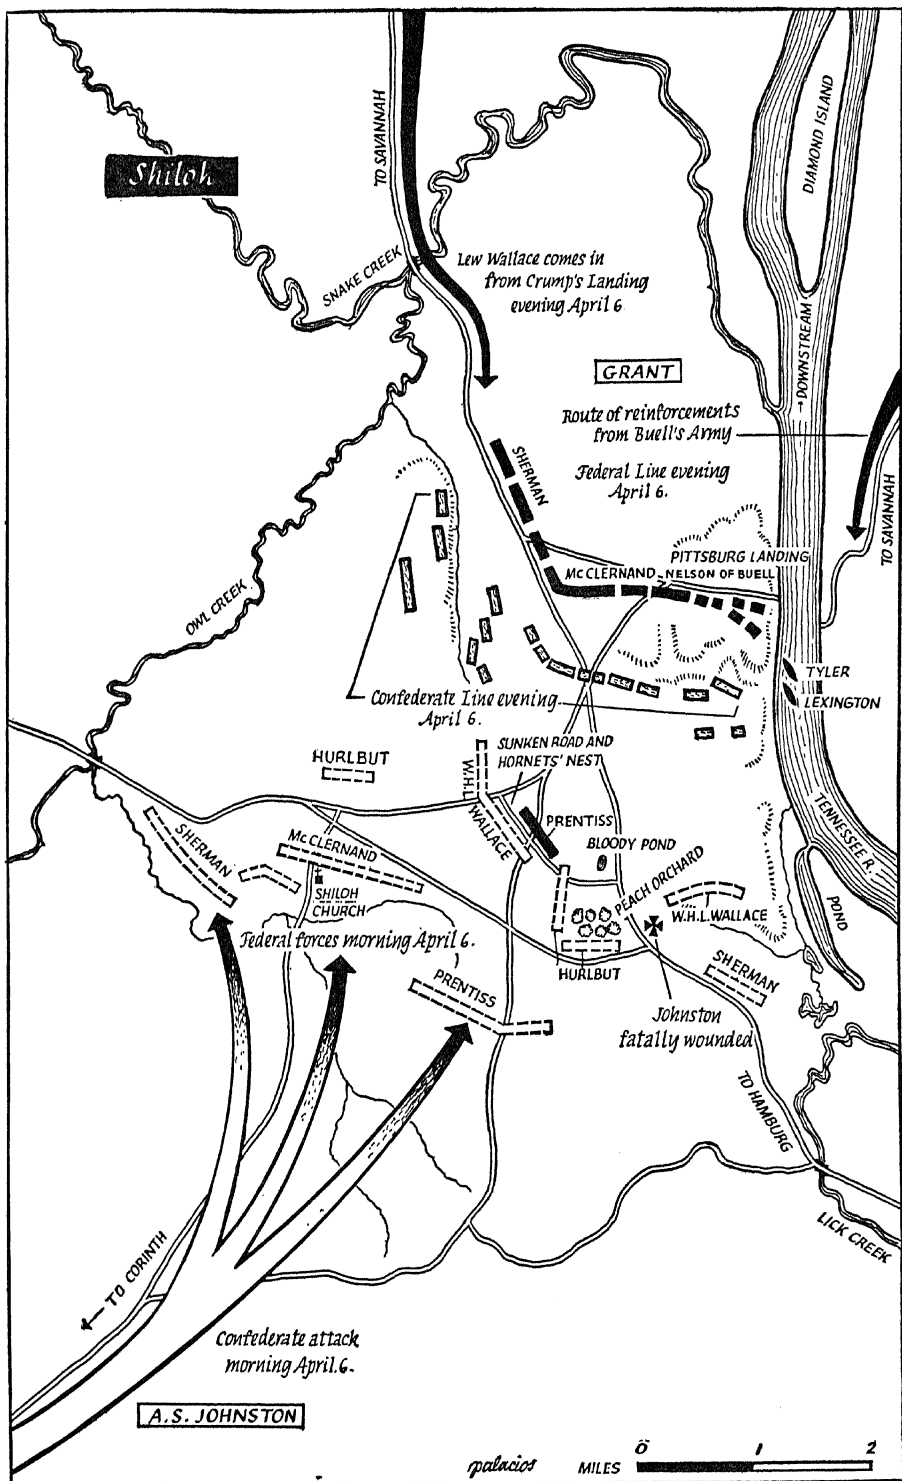 Shiloh
TO SAVANNAH
DIAMOND ISLAND
SNAKE CREEK
Lew Wallace comes in
from Crump's Landing
evening April 6
→DOWNSTREAM
GRANT
Route of reinforcements
from Buell's Army
SHERMAN
Federal Line evening
April 6.
TO SAVANNAH
PITTSBURG LANDING
McCLERNAND
NELSON OF BUELL
OWL CREEK
TYLER
LEXINGTON
Confederate Line evening
April 6.
HURLBUT
SUNKEN ROAD AND
HORNETS' NEST
W.H.L.
WALLACE
PRENTISS
TENNESSEE R.
SHERMAN
McCLERNAND
BLOODY POND
PEACH ORCHARD
POND
SHILOH
CHURCH
W.H.L. WALLACE
Federal forces morning April 6.
HURLBUT
SHERMAN
PRENTISS
Johnston
fatally wounded
TO HAMBURG
LICK CREEK
← TO CORINTH
Confederate attack
morning April.6.
A.S. JOHNSTON
palacios
MILES
0 1 2